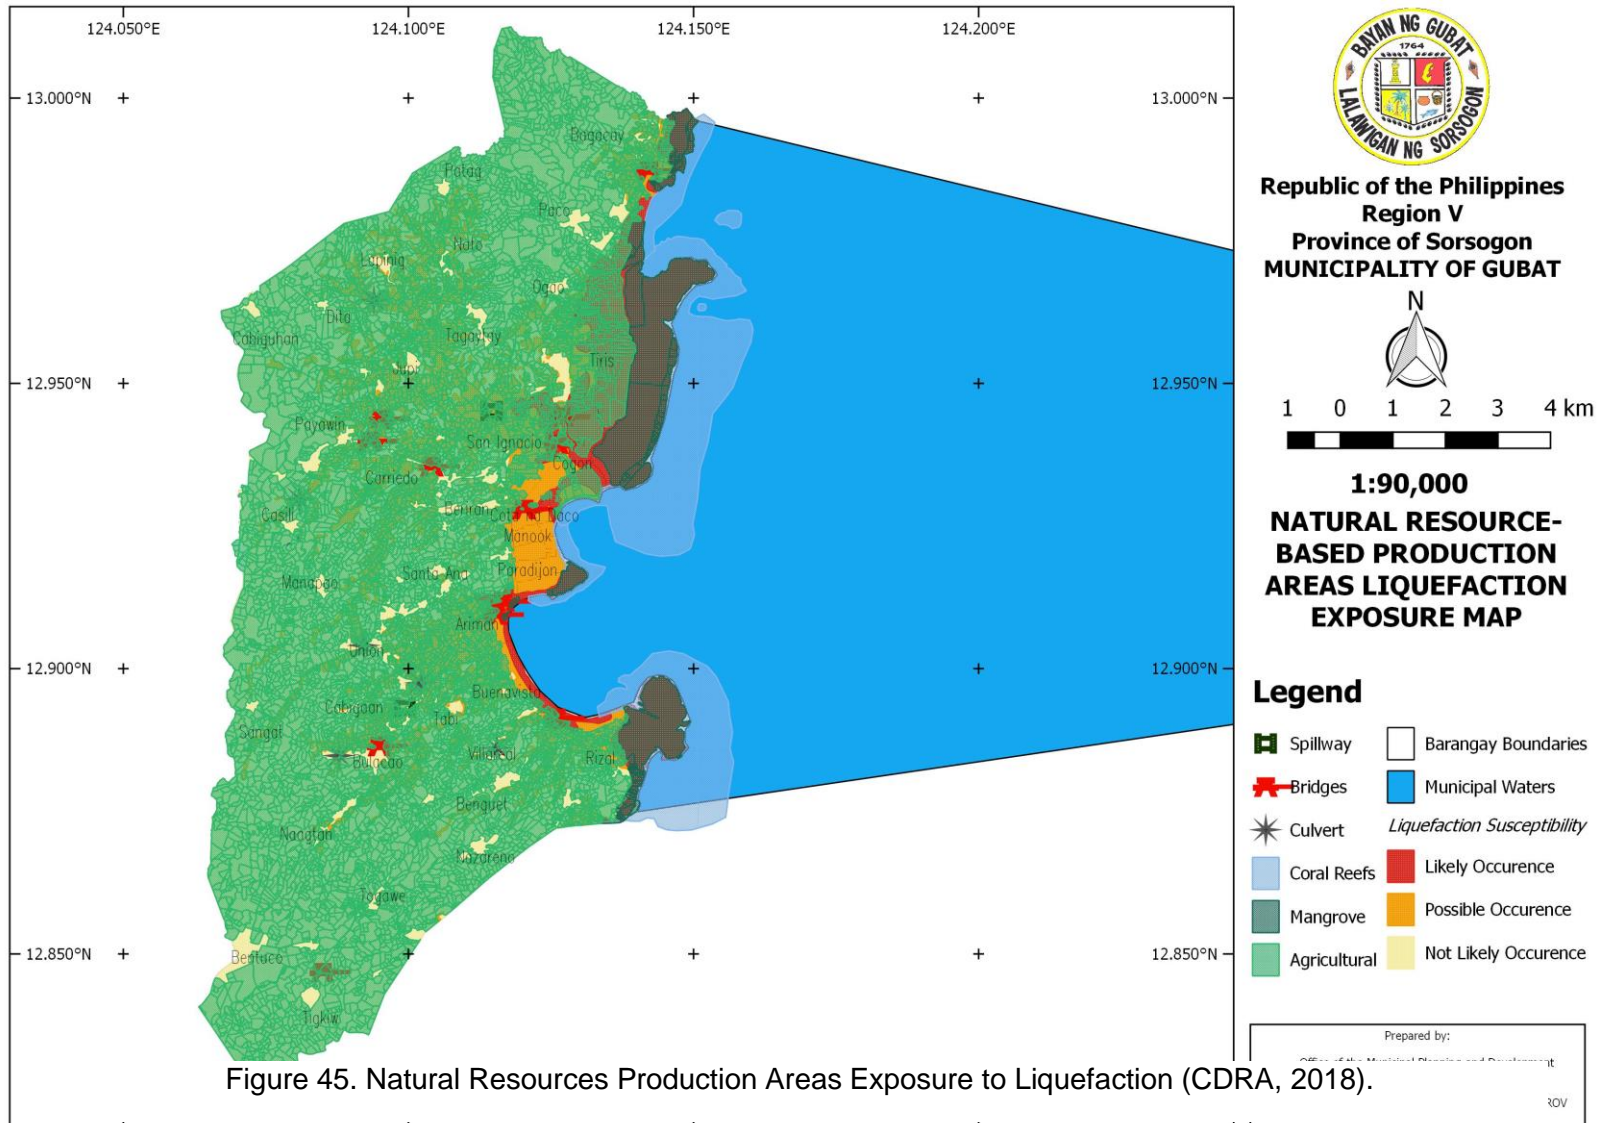 124.050°E
124.100°E
124.150°E
124.200°E
13.000°N
13.000°N
12.950°N
12.950°N
12.900°N
12.900°N
12.850°N
12.850°N
Bagacay
Patag
Paco
Nato
Lapinig
Ogao
Dita
Cabiguhan
Tagaytay
Tiris
Jupi
Payawin
San Ignacio
Cogon
Carriedo
Beriran
Cota na Daco
Casili
Manook
Paradijon
Manapao
Santa Ana
Ariman
Union
Buenavista
Cabigaan
Tabi
Sangat
Bulacao
Villareal
Rizal
Benguet
Naagtan
Nazareno
Togawe
Bentuco
Tigkiw
BAYAN NG GUBAT
1764
LALAWIGAN NG SORSOGON
Republic of the Philippines
Region V
Province of Sorsogon
MUNICIPALITY OF GUBAT
N
1 0 1 2 3 4 km
1:90,000
NATURAL RESOURCE-
BASED PRODUCTION
AREAS LIQUEFACTION
EXPOSURE MAP
Legend
Spillway
Bridges
Culvert
Coral Reefs
Mangrove
Agricultural
Barangay Boundaries
Municipal Waters
Liquefaction Susceptibility
Likely Occurence
Possible Occurence
Not Likely Occurence
Prepared by:
Figure 45. Natural Resources Production Areas Exposure to Liquefaction (CDRA, 2018).